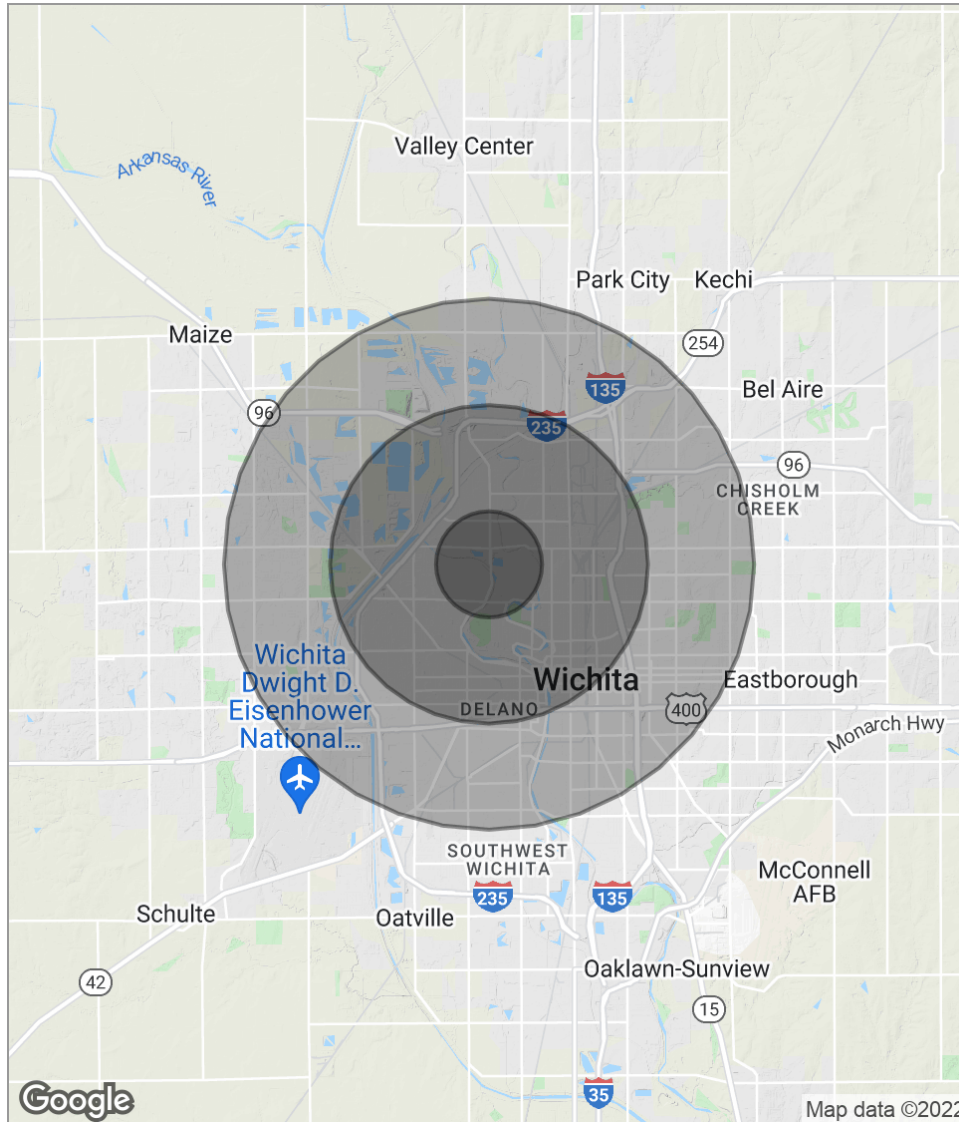 Valley Center
Arkansas River
Park City
Kechi
Maize
254
135
Bel Aire
96
235
96
CHISHOLM
CREEK
Wichita
Dwight D.
Eisenhower
National...
Wichita
Eastborough
DELANO
400
Monarch Hwy
SOUTHWEST
WICHITA
McConnell
AFB
235
135
Schulte
Oatville
Oaklawn-Sunview
42
15
35
Google
Map data ©2022